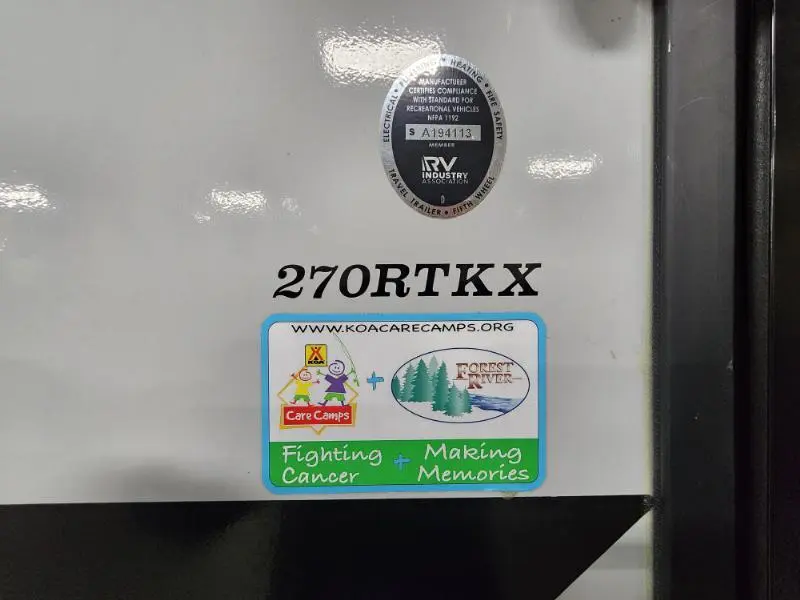 ELECTRICAL • PLUMBING • HEATING • FIRE SAFETY
MANUFACTURER
CERTIFIES COMPLIANCE
WITH STANDARD FOR
RECREATIONAL VEHICLES
NFPA 1192
S A194113
MEMBER
RV
INDUSTRY
ASSOCIATION
TRAVEL TRAILER • FIFTH WHEEL
270RTKX
WWW.KOACARECAMPS.ORG
KOA
Care Camps
+
FOREST
RIVER
Fighting + Making
Cancer Memories